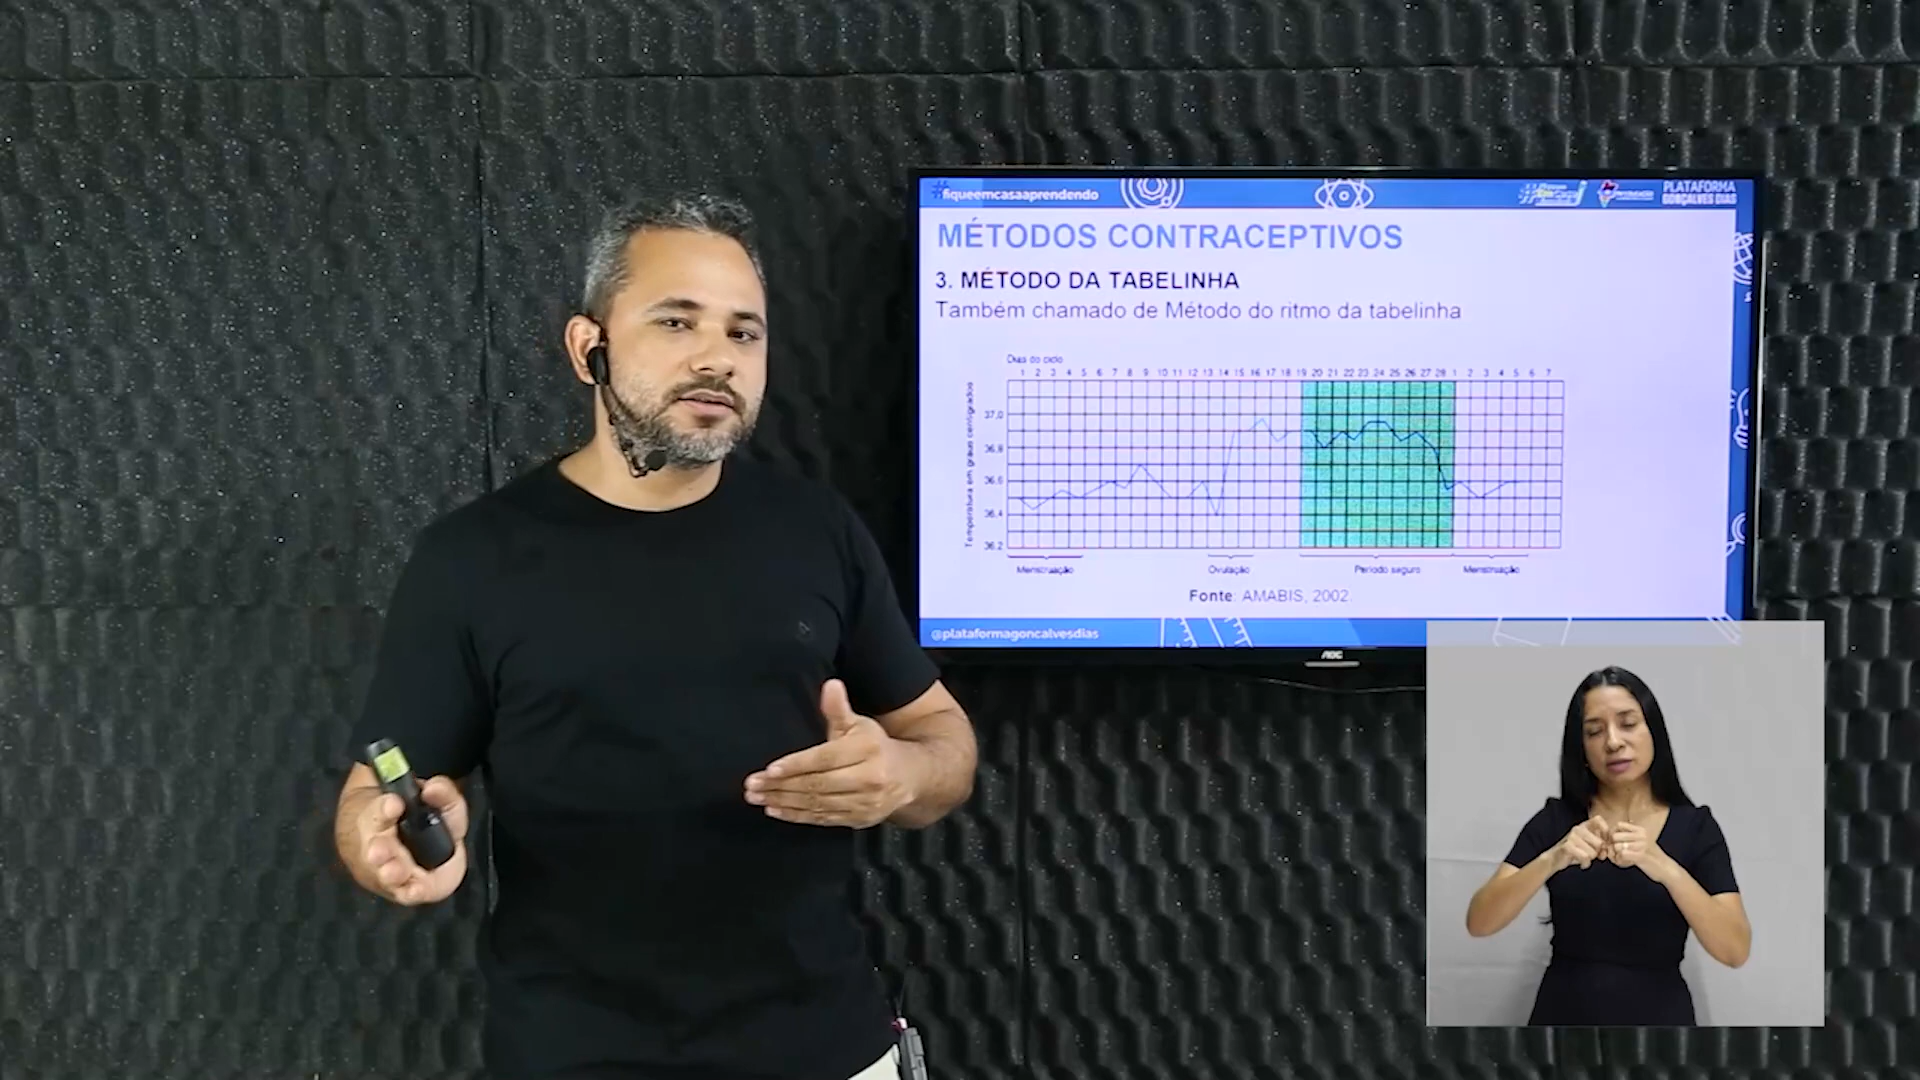 #fiqueemcasaaprendendo
PLATAFORMA
GONÇALVES DIAS
MÉTODOS CONTRACEPTIVOS
3. MÉTODO DA TABELINHA
Também chamado de Método do ritmo da tabelinha
Dias do ciclo
1 2 3 4 5 6 7 8 9 10 11 12 13 14 15 16 17 18 19 20 21 22 23 24 25 26 27 28 1 2 3 4 5 6 7
Temperatura em graus centígrados
37,0
36,8
36,6
36,4
36,2
Menstruação
Ovulação
Período seguro
Menstruação
Fonte: AMABIS, 2002.
@plataformagoncalvesdias
AOC